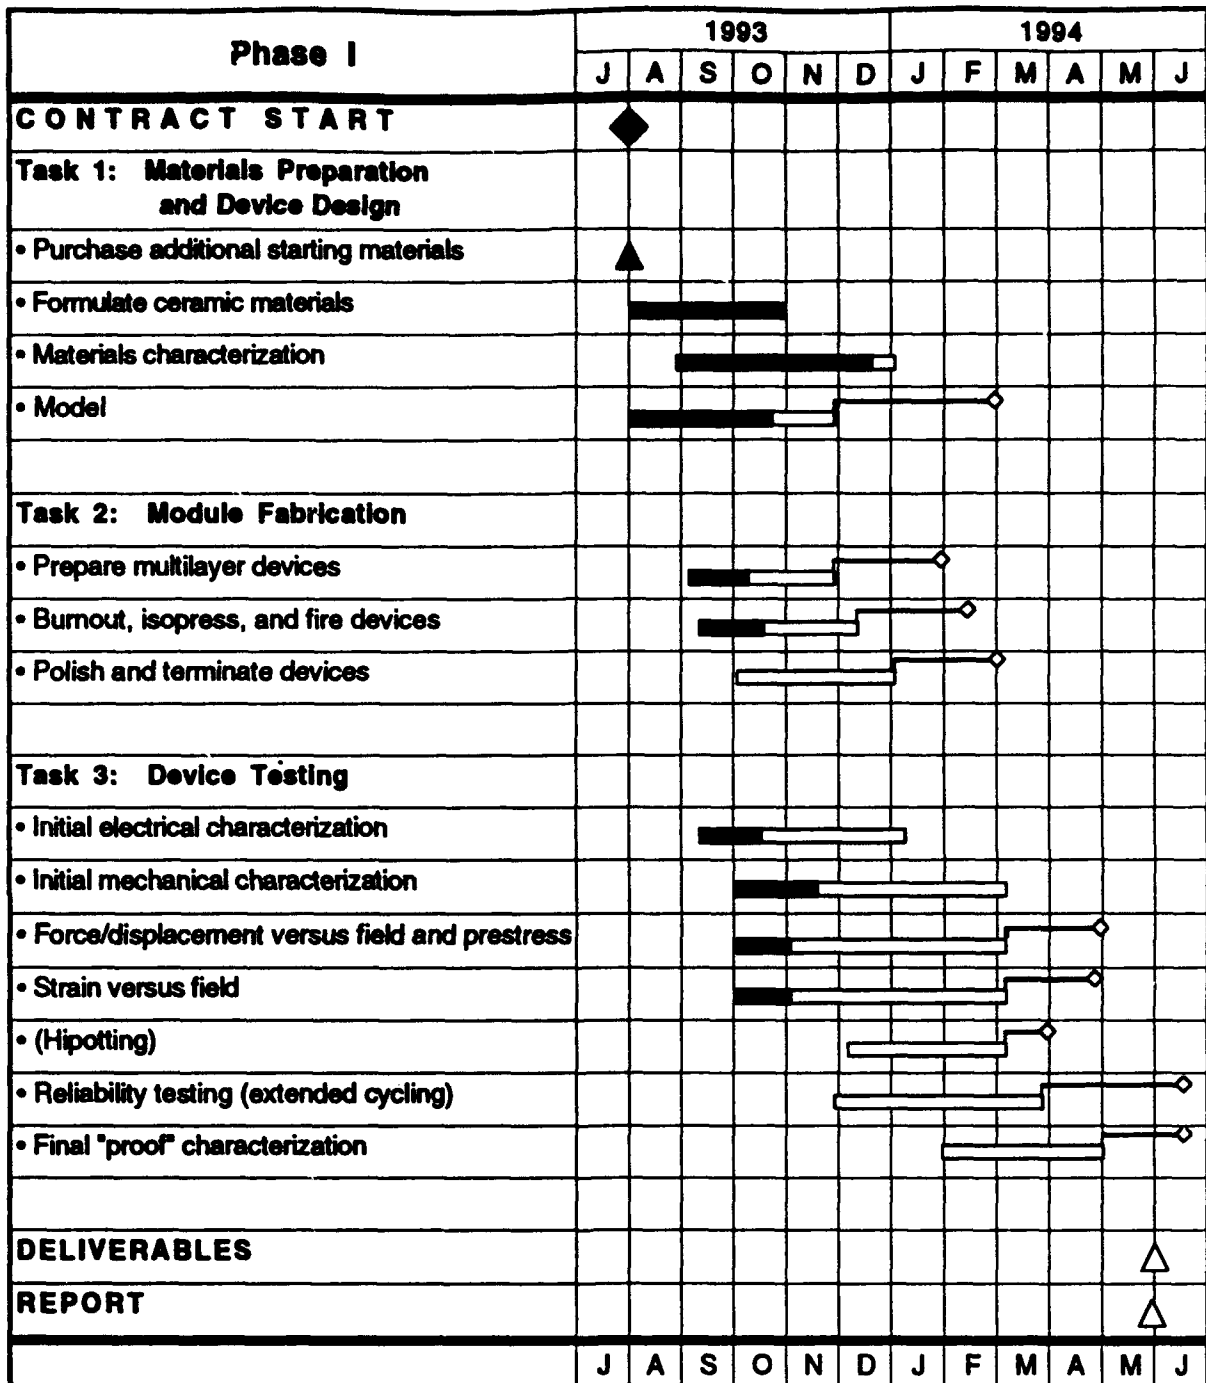 1993 1994
Phase I
J A S O N D J F M A M J
CONTRACT START
Task 1: Materials Preparation
and Device Design
• Purchase additional starting materials
• Formulate ceramic materials
• Materials characterization
• Model
Task 2: Module Fabrication
• Prepare multilayer devices
• Burnout, isopress, and fire devices
• Polish and terminate devices
Task 3: Device Testing
• Initial electrical characterization
• Initial mechanical characterization
• Force/displacement versus field and prestress
• Strain versus field
• (Hipotting)
• Reliability testing (extended cycling)
• Final "proof" characterization
DELIVERABLES
REPORT
J A S O N D J F M A M J